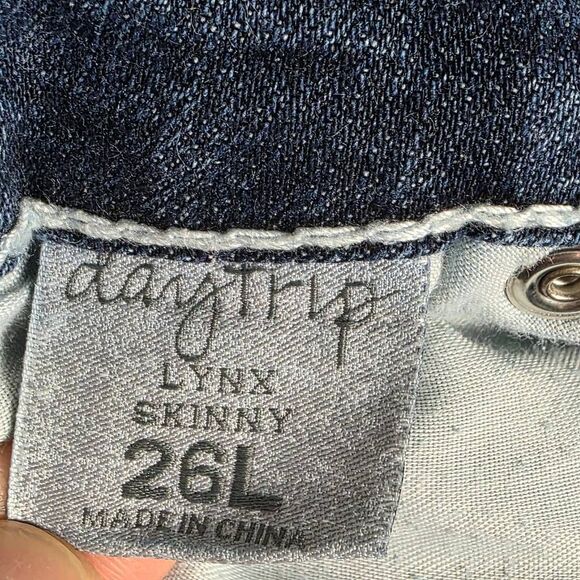 daytrip
LYNX
SKINNY
26L
MADE IN CHINA